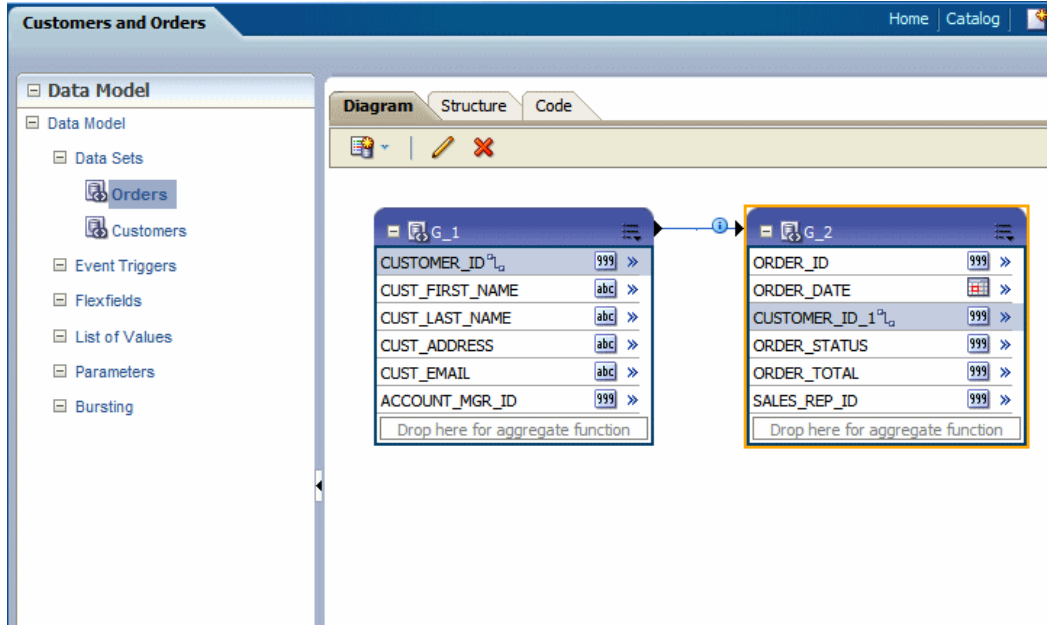 Customers and Orders
Home
Catalog
Data Model
Data Model
Data Sets
Orders
Customers
Event Triggers
Flexfields
List of Values
Parameters
Bursting
Diagram
Structure
Code
G_1
CUSTOMER_ID 999
CUST_FIRST_NAME abc
CUST_LAST_NAME abc
CUST_ADDRESS abc
CUST_EMAIL abc
ACCOUNT_MGR_ID 999
Drop here for aggregate function
G_2
ORDER_ID 999
ORDER_DATE
CUSTOMER_ID_1 999
ORDER_STATUS 999
ORDER_TOTAL 999
SALES_REP_ID 999
Drop here for aggregate function